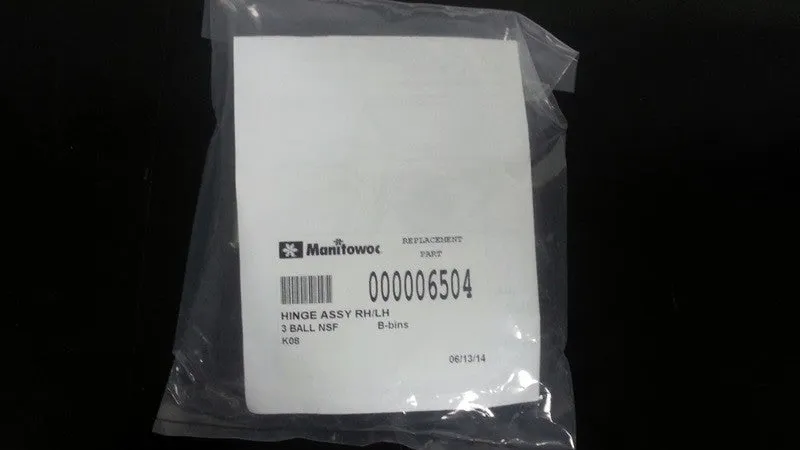 Manitowoc REPLACEMENT
PART
000006504
HINGE ASSY RH/LH
3 BALL NSF B-bins
K08
06/13/14